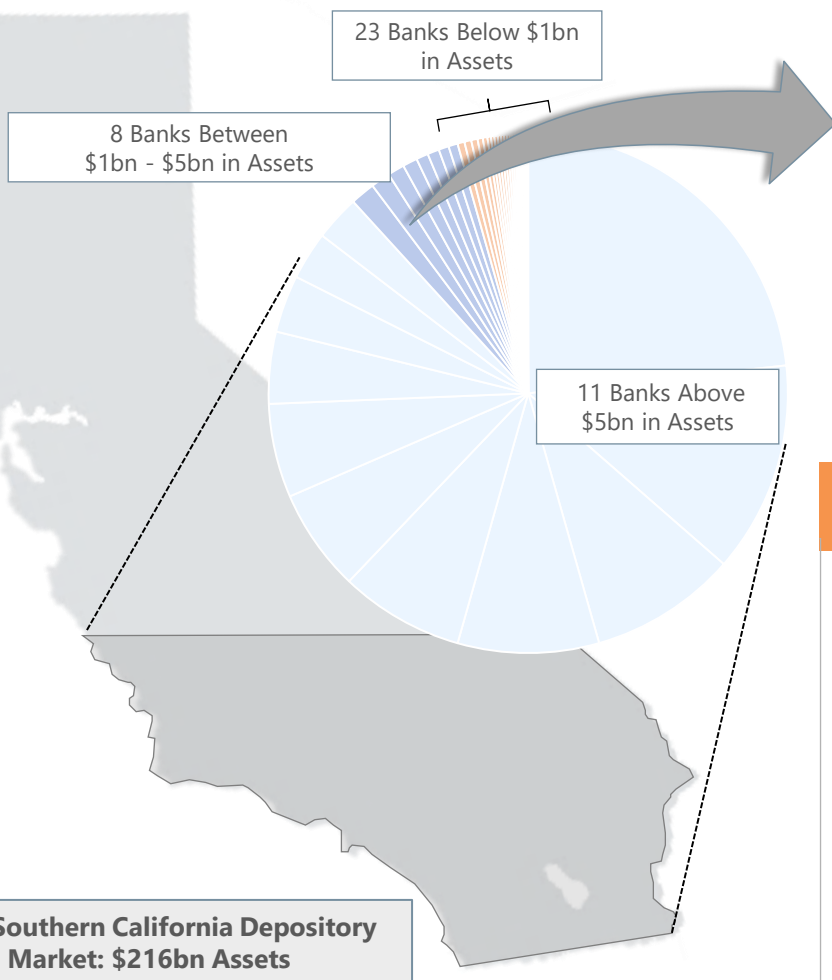 23 Banks Below $1bn
in Assets
8 Banks Between
$1bn - $5bn in Assets
11 Banks Above
$5bn in Assets
Southern California Depository
Market: $216bn Assets